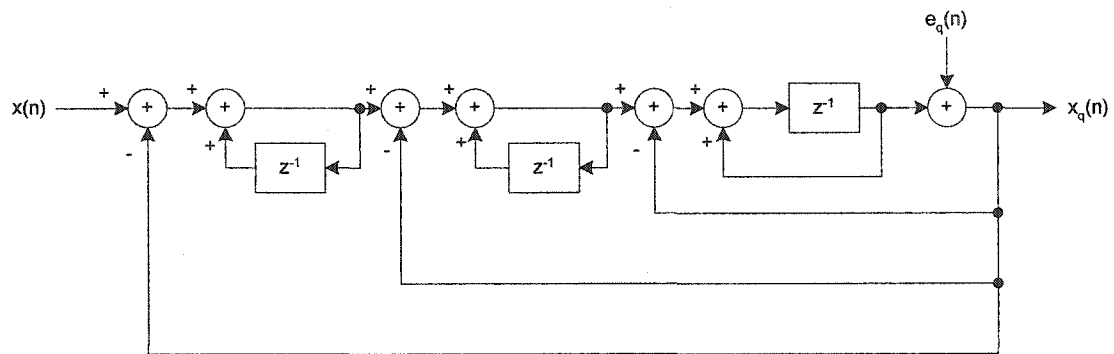 e_q(n)
x(n) + + + + + + + + + z⁻¹ + x_q(n)
- + z⁻¹ - + z⁻¹ - +